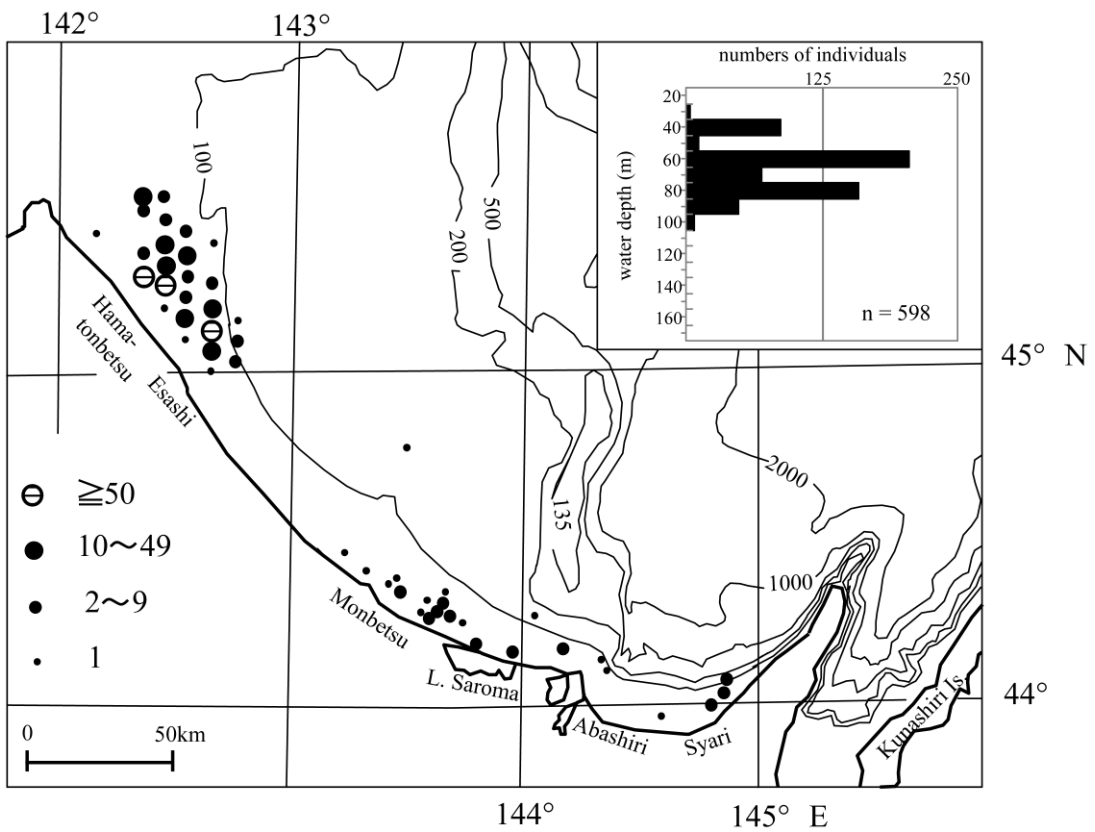 142°
143°
numbers of individuals
125
250
water depth (m)
20
40
60
80
100
120
140
160
n = 598
100
200
500
45° N
Hama-
tonbetsu
Esashi
2000
135
1000
≧50
10～49
2～9
1
Monbetsu
L. Saroma
Abashiri
Syari
Kunashiri Is.
44°
0
50km
144°
145° E